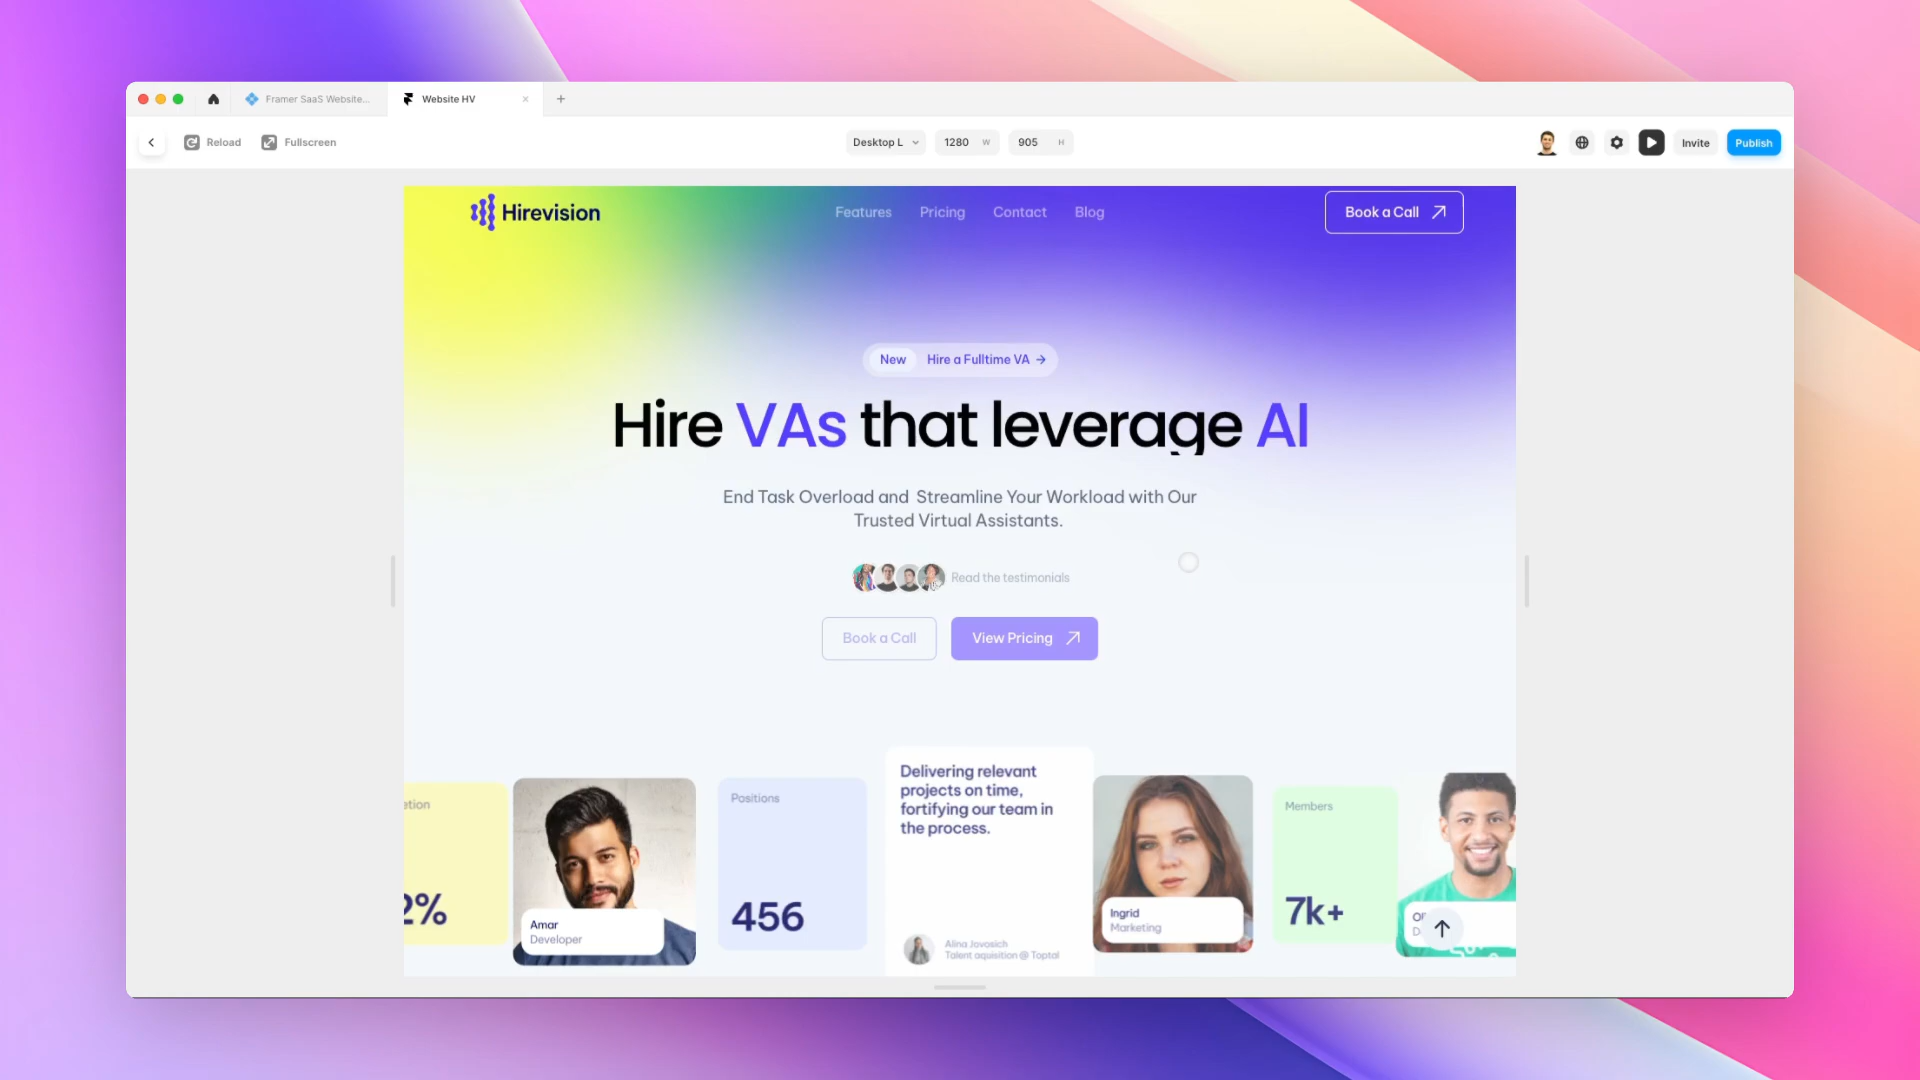 Framer SaaS Website...
Website HV
Reload
Fullscreen
Desktop L
1280 W
905 H
Invite
Publish
Hirevision
Features
Pricing
Contact
Blog
Book a Call
New
Hire a Fulltime VA →
Hire VAs that leverage AI
End Task Overload and Streamline Your Workload with Our
Trusted Virtual Assistants.
Read the testimonials
Book a Call
View Pricing
etion
2%
Amar
Developer
Positions
456
Delivering relevant
projects on time,
fortifying our team in
the process.
Alina Jovosich
Talent aquisition @ Toptal
Ingrid
Marketing
Members
7k+